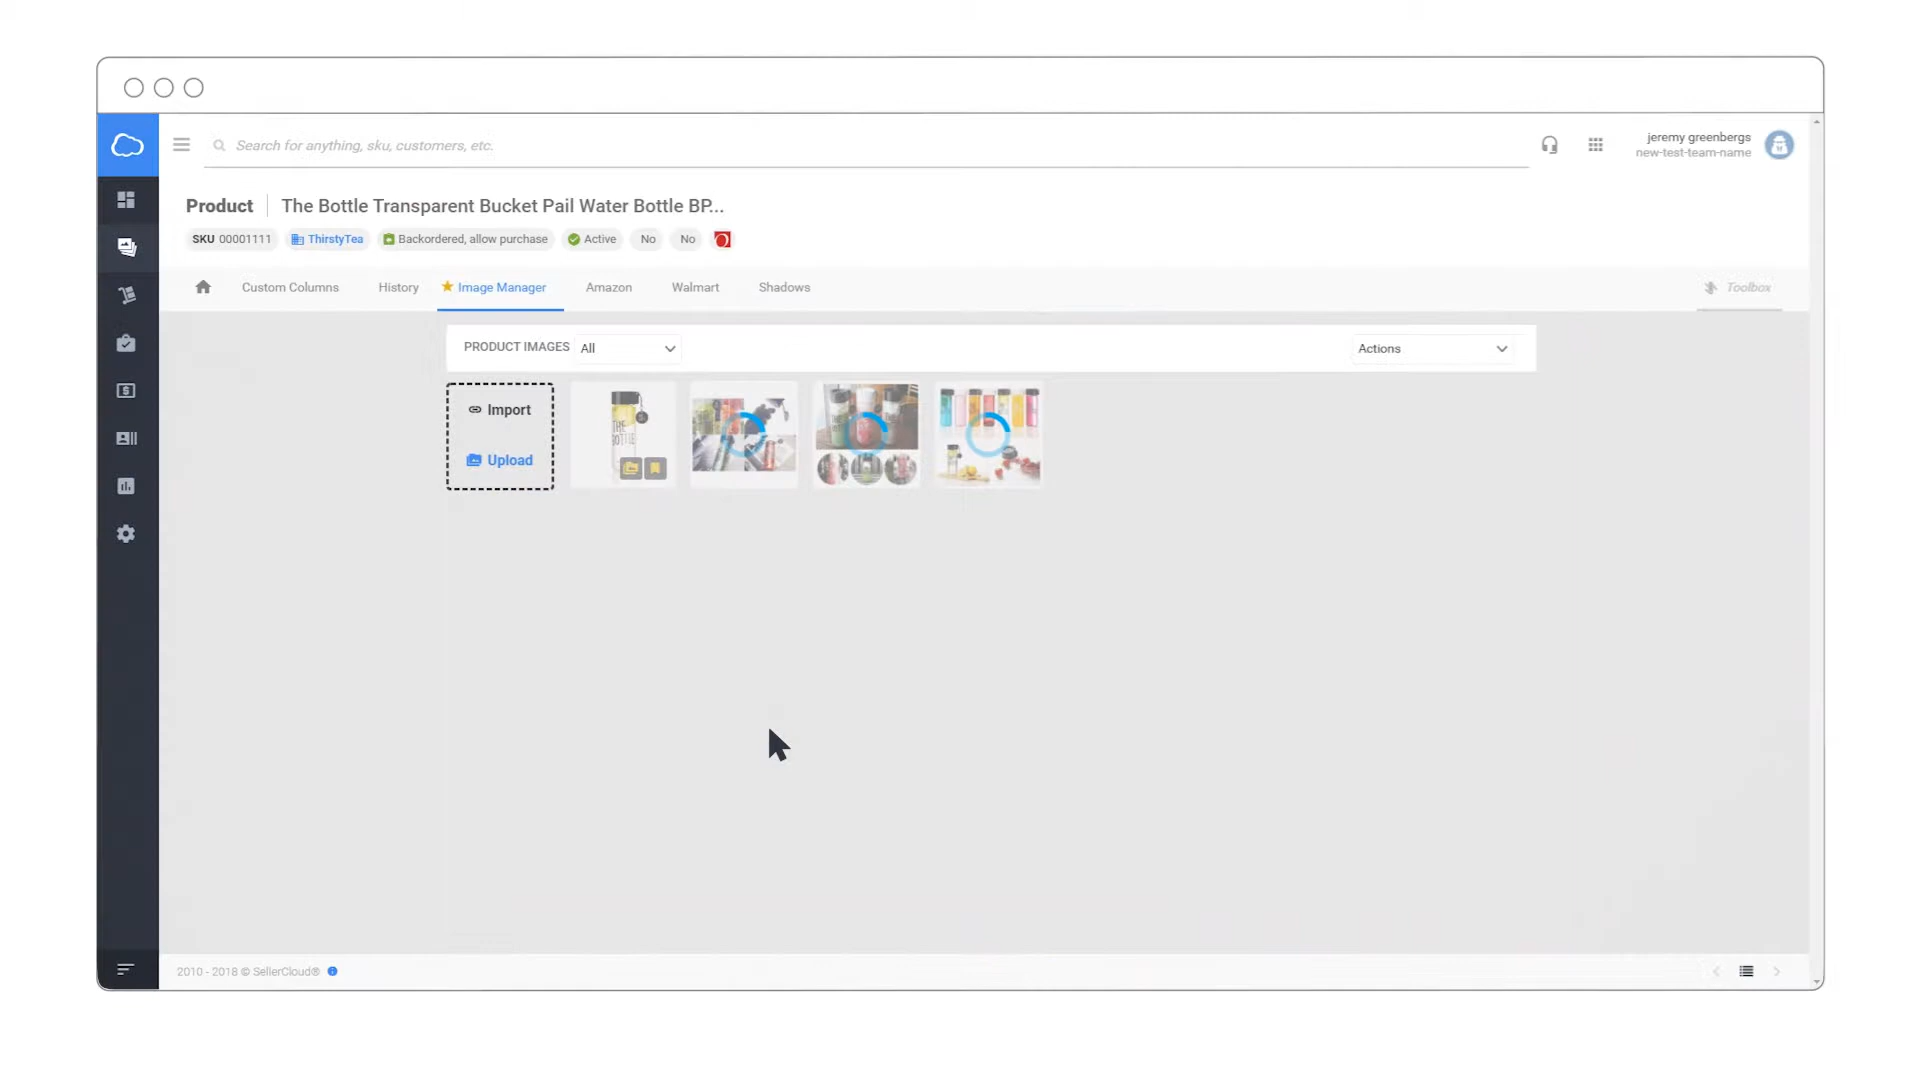 Search for anything, sku, customers, etc.
jeremy greenbergs
new-test-team-name
Product
The Bottle Transparent Bucket Pail Water Bottle BP...
SKU 00001111
ThirstyTea
Backordered, allow purchase
Active
No
No
Custom Columns
History
Image Manager
Amazon
Walmart
Shadows
Toolbox
PRODUCT IMAGES
All
Actions
Import
Upload
THE
BOTTLE
2010 - 2018 © SellerCloud®